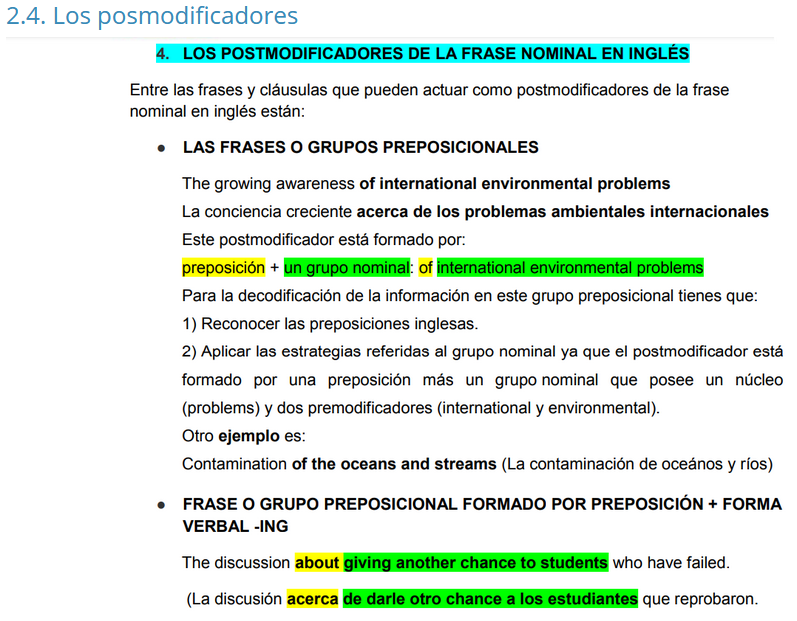 2.4. Los posmodificadores
4. LOS POSTMODIFICADORES DE LA FRASE NOMINAL EN INGLÉS
Entre las frases y cláusulas que pueden actuar como postmodificadores de la frase
nominal en inglés están:
● LAS FRASES O GRUPOS PREPOSICIONALES
The growing awareness of international environmental problems
La conciencia creciente acerca de los problemas ambientales internacionales
Este postmodificador está formado por:
preposición + un grupo nominal: of international environmental problems
Para la decodificación de la información en este grupo preposicional tienes que:
1) Reconocer las preposiciones inglesas.
2) Aplicar las estrategias referidas al grupo nominal ya que el postmodificador está
formado por una preposición más un grupo nominal que posee un núcleo
(problems) y dos premodificadores (international y environmental).
Otro ejemplo es:
Contamination of the oceans and streams (La contaminación de oceános y ríos)
● FRASE O GRUPO PREPOSICIONAL FORMADO POR PREPOSICIÓN + FORMA
VERBAL -ING
The discussion about giving another chance to students who have failed.
(La discusión acerca de darle otro chance a los estudiantes que reprobaron.